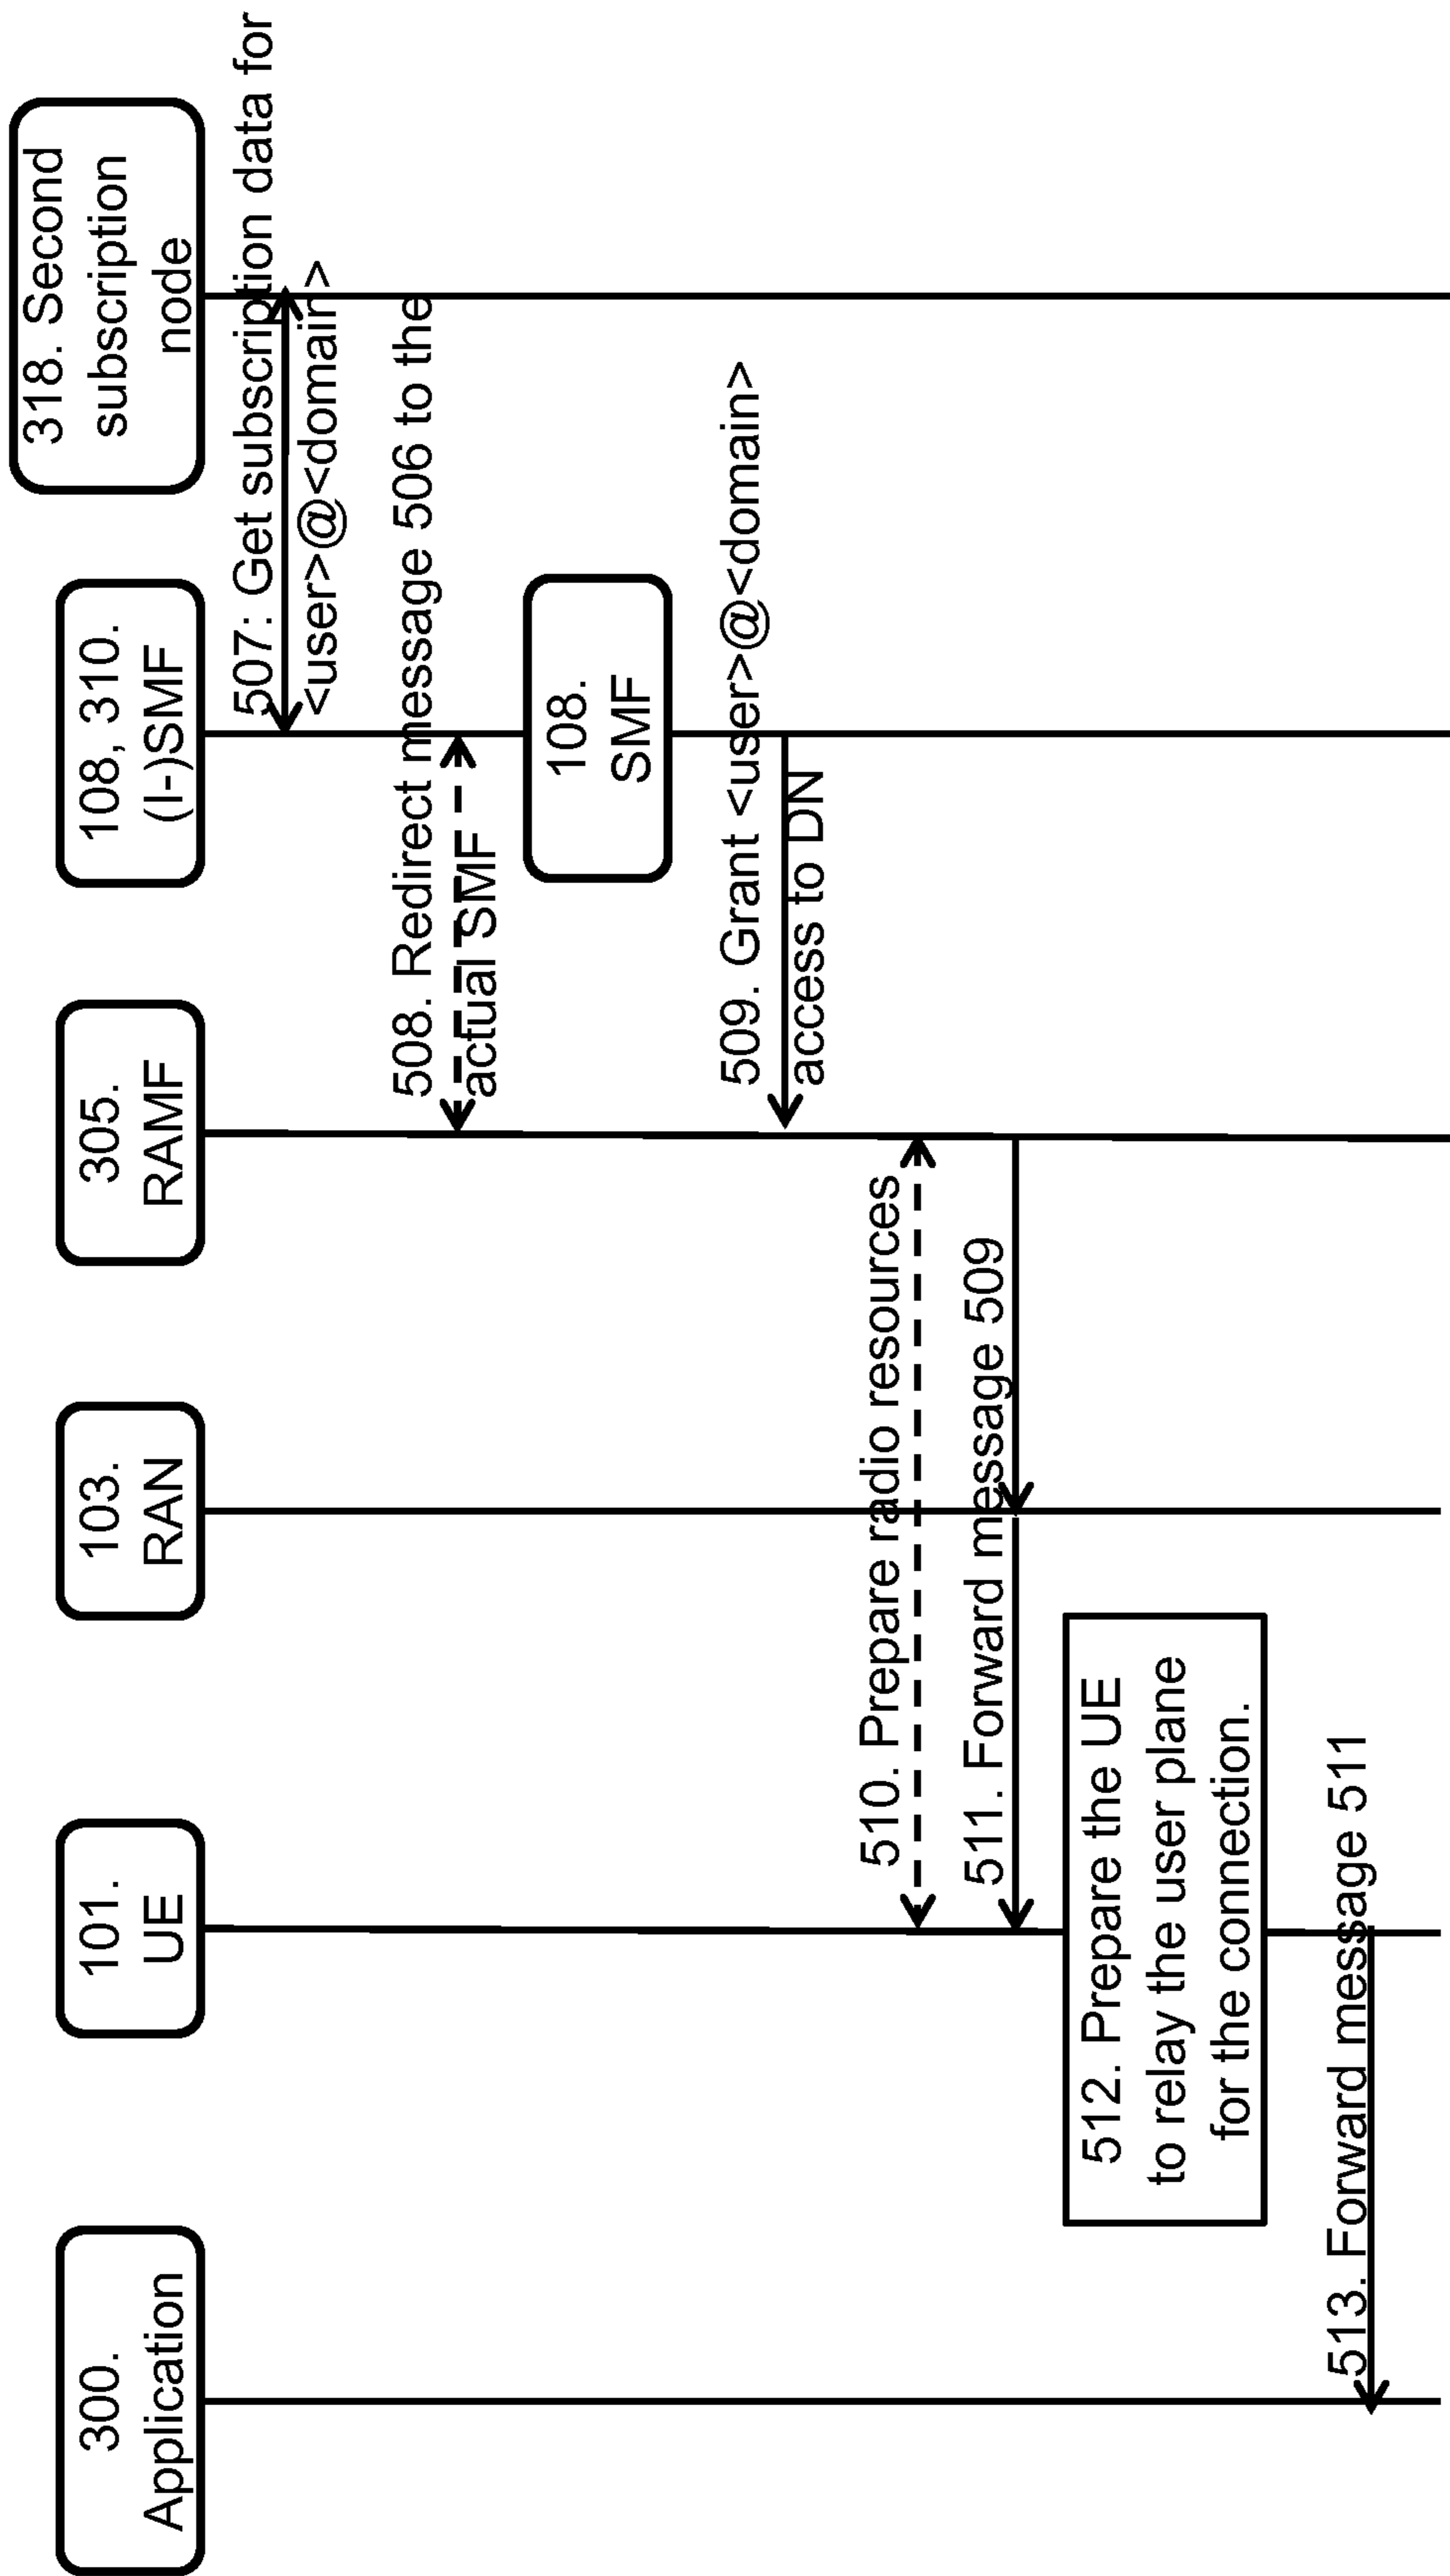 300.
Application
101.
UE
103.
RAN
305.
RAMF
108, 310.
(I-)SMF
318. Second
subscription
node
507: Get subscription data for
<user>@<domain>
508. Redirect message 506 to the
actual SMF
108.
SMF
509. Grant <user>@<domain>
access to DN
510. Prepare radio resources
511. Forward message 509
512. Prepare the UE
to relay the user plane
for the connection.
513. Forward message 511